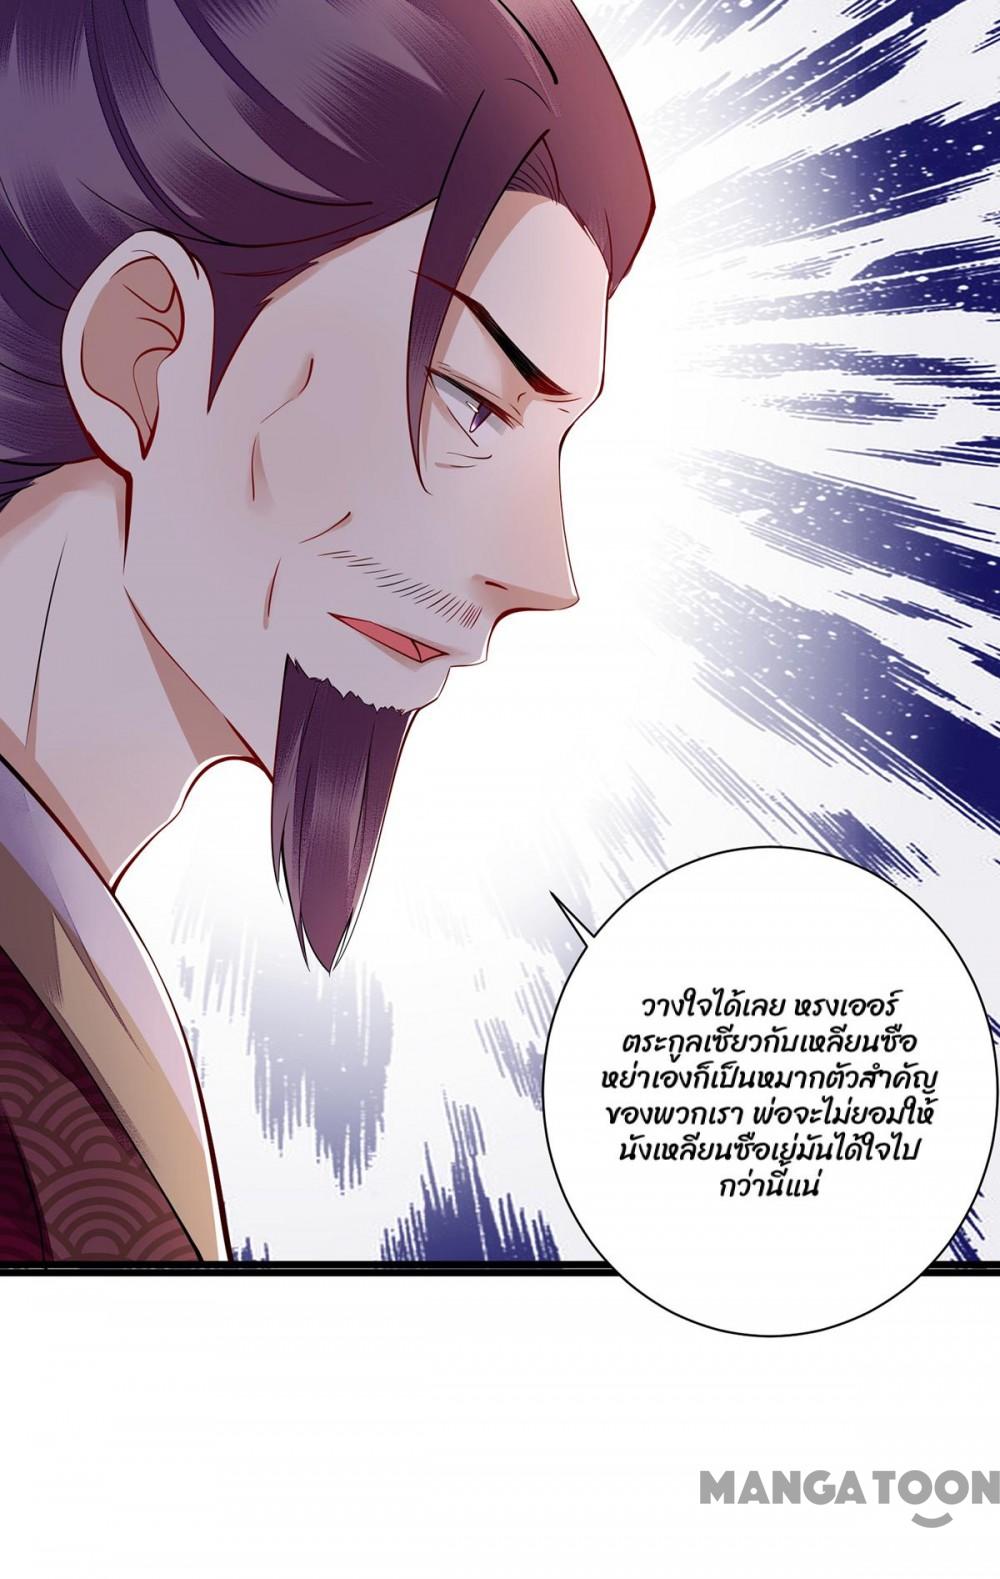 วางใจได้เลย หรงเออร์
ตระกูลเซียวกับเหลียนซือ
หย่าเองก็เป็นหมากตัวสำคัญ
ของพวกเรา พ่อจะไม่ยอมให้
นังเหลียนซือเย่มันได้ใจไป
กว่านี้แน่
MANGATOON